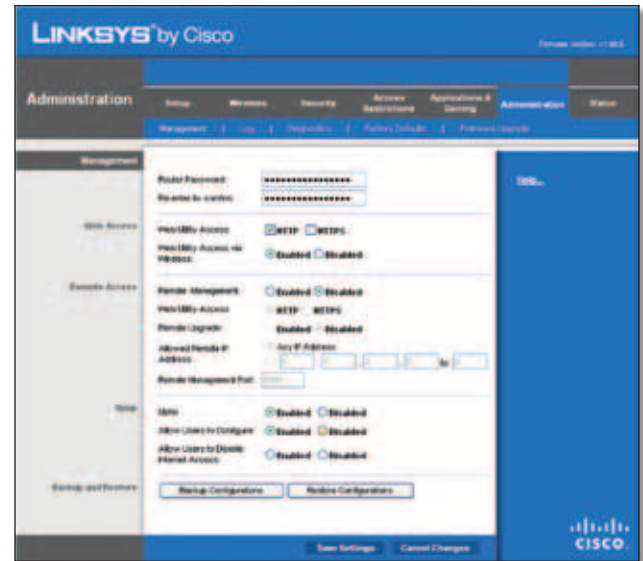 LINKSYS® by Cisco
Firmware Version: v1.00.0
Administration
Setup
Wireless
Security
Access Restrictions
Applications & Gaming
Administration
Status
Management | Log | Diagnostics | Factory Defaults | Firmware Upgrade
Management
Router Password:
Re-enter to confirm:
Help...
Web Access
Web Utility Access: HTTP HTTPS
Web Utility Access via Wireless: Enabled Disabled
Remote Access
Remote Management: Enabled Disabled
Web Utility Access: HTTP HTTPS
Remote Upgrade: Enabled Disabled
Allowed Remote IP Address: Any IP Address
to
Remote Management Port:
UPnP
UPnP: Enabled Disabled
Allow Users to Configure: Enabled Disabled
Allow Users to Disable Internet Access: Enabled Disabled
Backup and Restore
Backup Configurations
Restore Configurations
Save Settings
Cancel Changes
CISCO